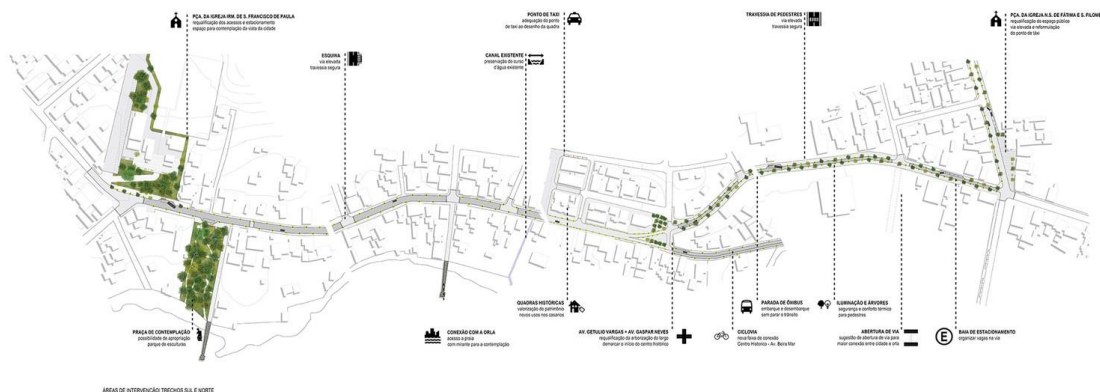 PÇA. DA IGREJA IRM. DE S. FRANCISCO DE PAULA
requalificação dos acessos e estacionamento
espaço para contemplação da vista da cidade
ESQUINA
via elevada
travessia segura
CANAL EXISTENTE
preservação do curso
d'água existente
PONTO DE TAXI
adequação do ponto
de taxi ao desenho da quadra
TRAVESSIA DE PEDESTRES
via elevada
travessia segura
PÇA. DA IGREJA N.S. DE FÁTIMA E S. FILOME
requalificação do espaço público
via elevada e reformulação
do ponto de táxi
PRAÇA DE CONTEMPLAÇÃO
possibilidade de apropriação
parque de esculturas
CONEXÃO COM A ORLA
acesso a praia
com mirante para a contemplação
QUADRAS HISTÓRICAS
valorização do patrimônio
novos usos nos casarios
AV. GETULIO VARGAS + AV. GASPAR NEVES
requalificação da arborização do largo
demarcar o início do centro histórico
CICLOVIA
nova faixa de conexão
Centro Histórico - Av. Beira Mar
PARADA DE ÔNIBUS
embarque e desembarque
sem parar o trânsito
ILUMINAÇÃO E ÁRVORES
segurança e conforto térmico
para pedestres
ABERTURA DE VIA
sugestão de abertura de via para
maior conexão entre cidade e orla
E
BAIA DE ESTACIONAMENTO
organizar vagas na via
ÁREAS DE INTERVENÇÃO: TRECHOS SUL E NORTE